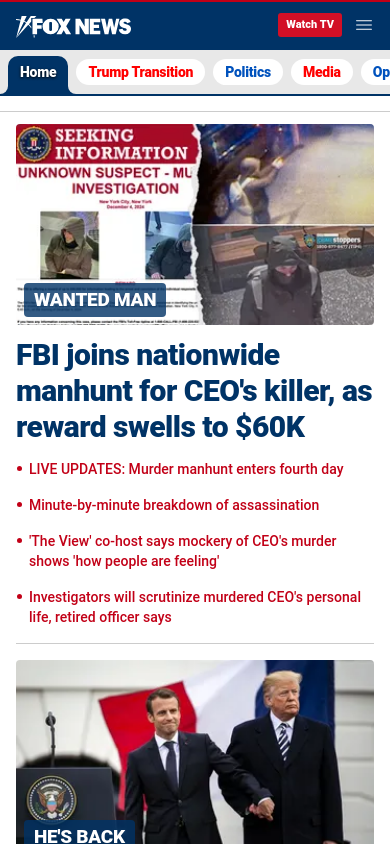 FOX NEWS
Watch TV
Home
Trump Transition
Politics
Media
Op
SEEKING
INFORMATION
UNKNOWN SUSPECT - MU
INVESTIGATION
New York City, New York
December 4, 2024
WANTED MAN
FBI joins nationwide
manhunt for CEO's killer, as
reward swells to $60K
LIVE UPDATES: Murder manhunt enters fourth day
Minute-by-minute breakdown of assassination
'The View' co-host says mockery of CEO's murder
shows 'how people are feeling'
Investigators will scrutinize murdered CEO's personal
life, retired officer says
HE'S BACK